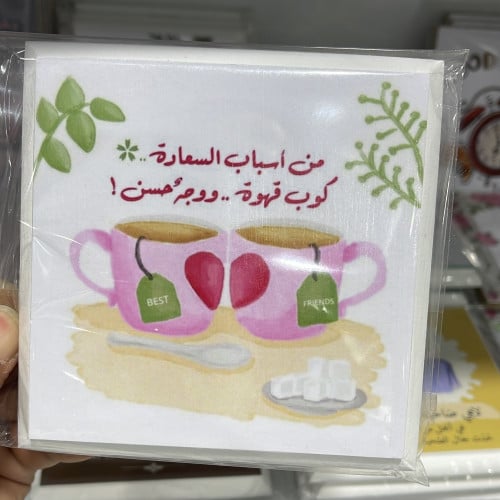 من أسباب السعادة ..
كوب قهوة .. ووجهٌ حسن !
BEST
FRIENDS